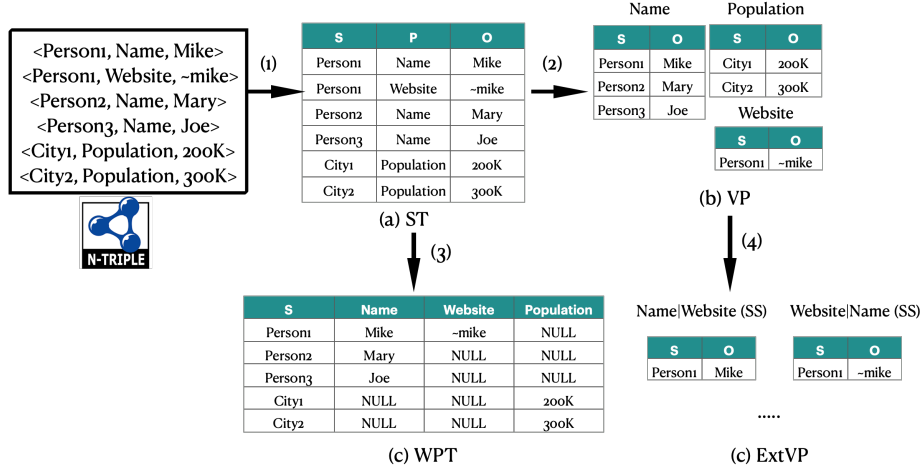 <Person1, Name, Mike>
<Person1, Website, ~mike>
<Person2, Name, Mary>
<Person3, Name, Joe>
<City1, Population, 200K>
<City2, Population, 300K>
N-TRIPLE
(1)
S P O
Person1 Name Mike
Person1 Website ~mike
Person2 Name Mary
Person3 Name Joe
City1 Population 200K
City2 Population 300K
(a) ST
(2)
Name
S O
Person1 Mike
Person2 Mary
Person3 Joe
Population
S O
City1 200K
City2 300K
Website
S O
Person1 ~mike
(b) VP
(3)
S Name Website Population
Person1 Mike ~mike NULL
Person2 Mary NULL NULL
Person3 Joe NULL NULL
City1 NULL NULL 200K
City2 NULL NULL 300K
(c) WPT
(4)
Name|Website (SS)
S O
Person1 Mike
Website|Name (SS)
S O
Person1 ~mike
.....
(c) ExtVP